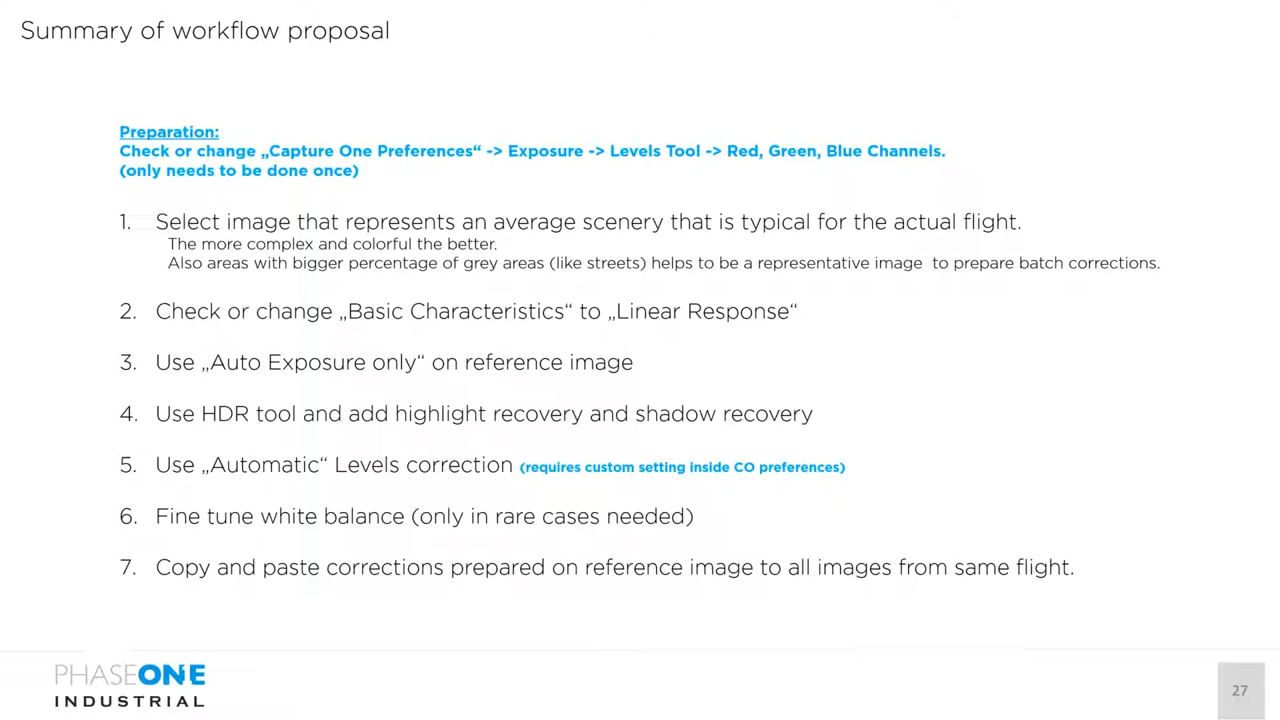 Summary of workflow proposal
Preparation:
Check or change „Capture One Preferences“ -> Exposure -> Levels Tool -> Red, Green, Blue Channels.
(only needs to be done once)
1. Select image that represents an average scenery that is typical for the actual flight.
The more complex and colorful the better.
Also areas with bigger percentage of grey areas (like streets) helps to be a representative image to prepare batch corrections.
2. Check or change „Basic Characteristics“ to „Linear Response“
3. Use „Auto Exposure only“ on reference image
4. Use HDR tool and add highlight recovery and shadow recovery
5. Use „Automatic“ Levels correction (requires custom setting inside CO preferences)
6. Fine tune white balance (only in rare cases needed)
7. Copy and paste corrections prepared on reference image to all images from same flight.
PHASEONE
INDUSTRIAL
27